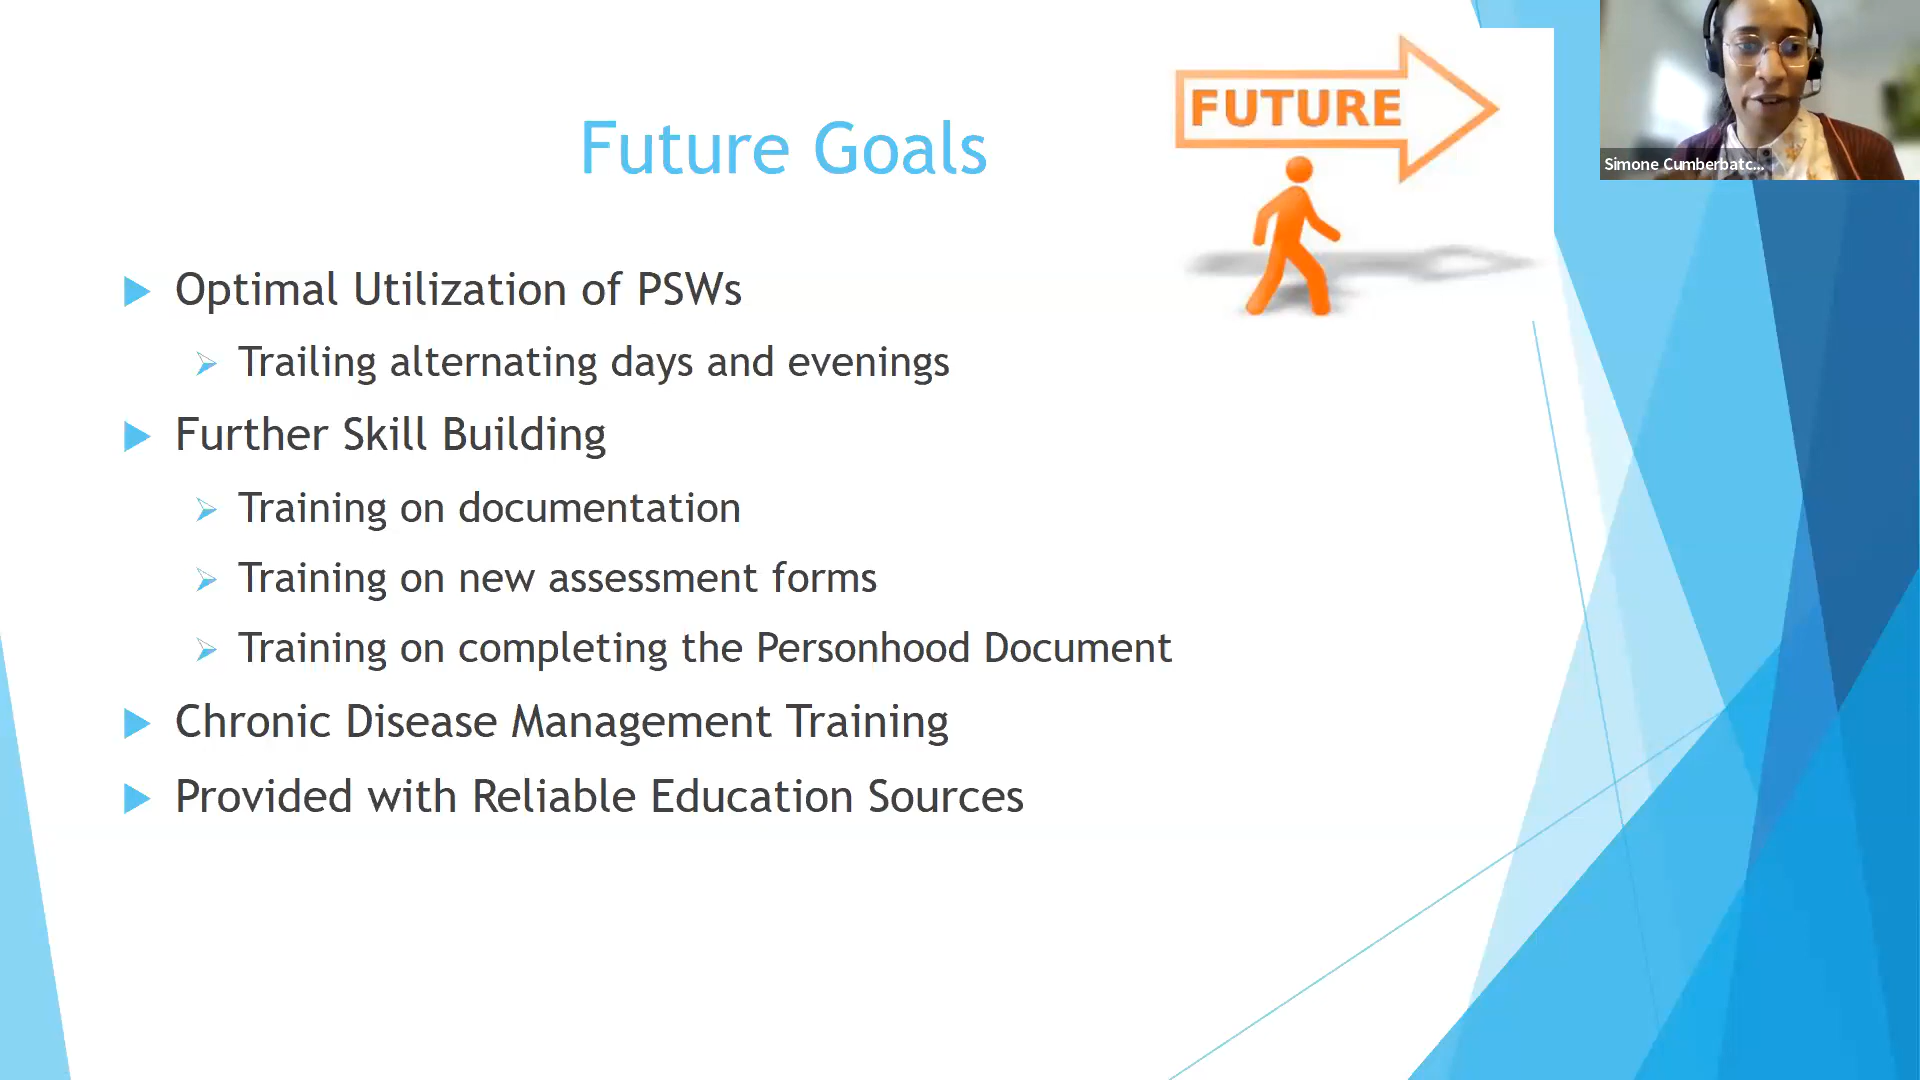 FUTURE
Simone Cumberbatc...
Future Goals
Optimal Utilization of PSWs
Trailing alternating days and evenings
Further Skill Building
Training on documentation
Training on new assessment forms
Training on completing the Personhood Document
Chronic Disease Management Training
Provided with Reliable Education Sources